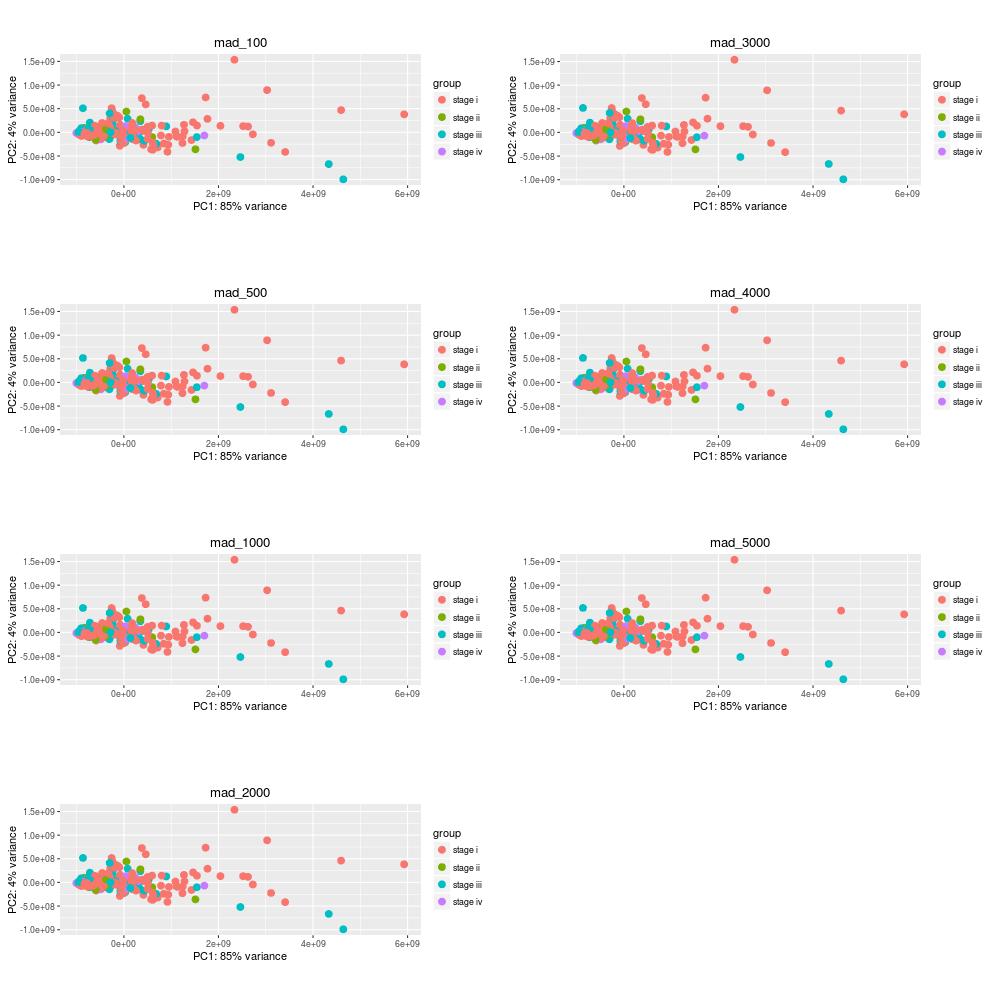 mad_100
PC2: 4% variance
1.5e+09
1.0e+09
5.0e+08
0.0e+00
-5.0e+08
-1.0e+09
0e+00 2e+09 4e+09 6e+09
PC1: 85% variance
group
stage i
stage ii
stage iii
stage iv
mad_3000
PC2: 4% variance
1.5e+09
1.0e+09
5.0e+08
0.0e+00
-5.0e+08
-1.0e+09
0e+00 2e+09 4e+09 6e+09
PC1: 85% variance
group
stage i
stage ii
stage iii
stage iv
mad_500
PC2: 4% variance
1.5e+09
1.0e+09
5.0e+08
0.0e+00
-5.0e+08
-1.0e+09
0e+00 2e+09 4e+09 6e+09
PC1: 85% variance
group
stage i
stage ii
stage iii
stage iv
mad_4000
PC2: 4% variance
1.5e+09
1.0e+09
5.0e+08
0.0e+00
-5.0e+08
-1.0e+09
0e+00 2e+09 4e+09 6e+09
PC1: 85% variance
group
stage i
stage ii
stage iii
stage iv
mad_1000
PC2: 4% variance
1.5e+09
1.0e+09
5.0e+08
0.0e+00
-5.0e+08
-1.0e+09
0e+00 2e+09 4e+09 6e+09
PC1: 85% variance
group
stage i
stage ii
stage iii
stage iv
mad_5000
PC2: 4% variance
1.5e+09
1.0e+09
5.0e+08
0.0e+00
-5.0e+08
-1.0e+09
0e+00 2e+09 4e+09 6e+09
PC1: 85% variance
group
stage i
stage ii
stage iii
stage iv
mad_2000
PC2: 4% variance
1.5e+09
1.0e+09
5.0e+08
0.0e+00
-5.0e+08
-1.0e+09
0e+00 2e+09 4e+09 6e+09
PC1: 85% variance
group
stage i
stage ii
stage iii
stage iv